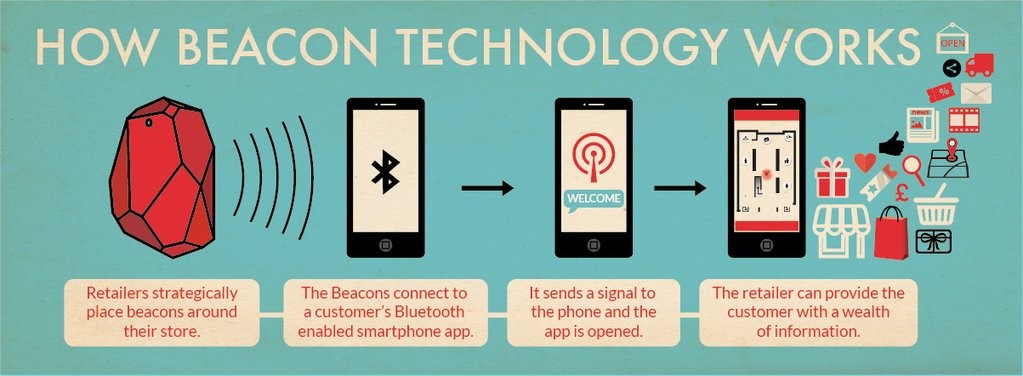 HOW BEACON TECHNOLOGY WORKS
OPEN
%
news
WELCOME
£
Retailers strategically
place beacons around
their store.
The Beacons connect to
a customer's Bluetooth
enabled smartphone app.
It sends a signal to
the phone and the
app is opened.
The retailer can provide the
customer with a wealth
of information.